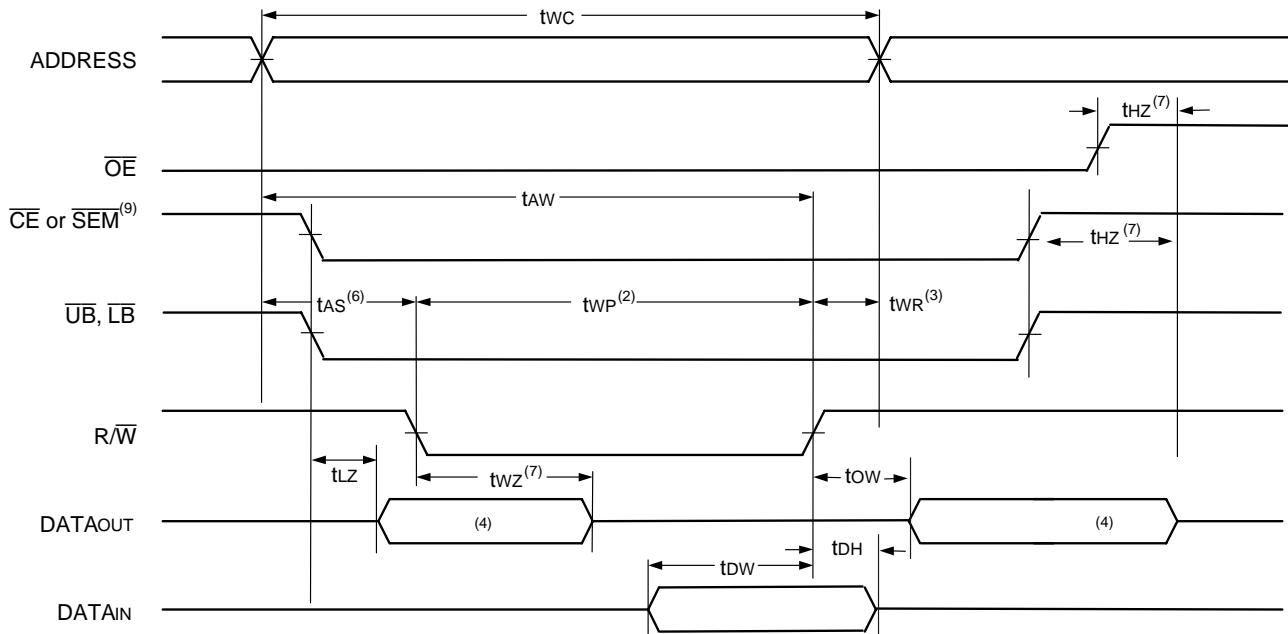 tWC
ADDRESS
tHZ(7)
OE
tAW
CE or SEM(9)
tHZ(7)
tAS(6) tWP(2) tWR(3)
UB, LB
R/W
tLZ tWZ(7) tOW
DATAOUT (4) (4)
tDW tDH
DATAIN